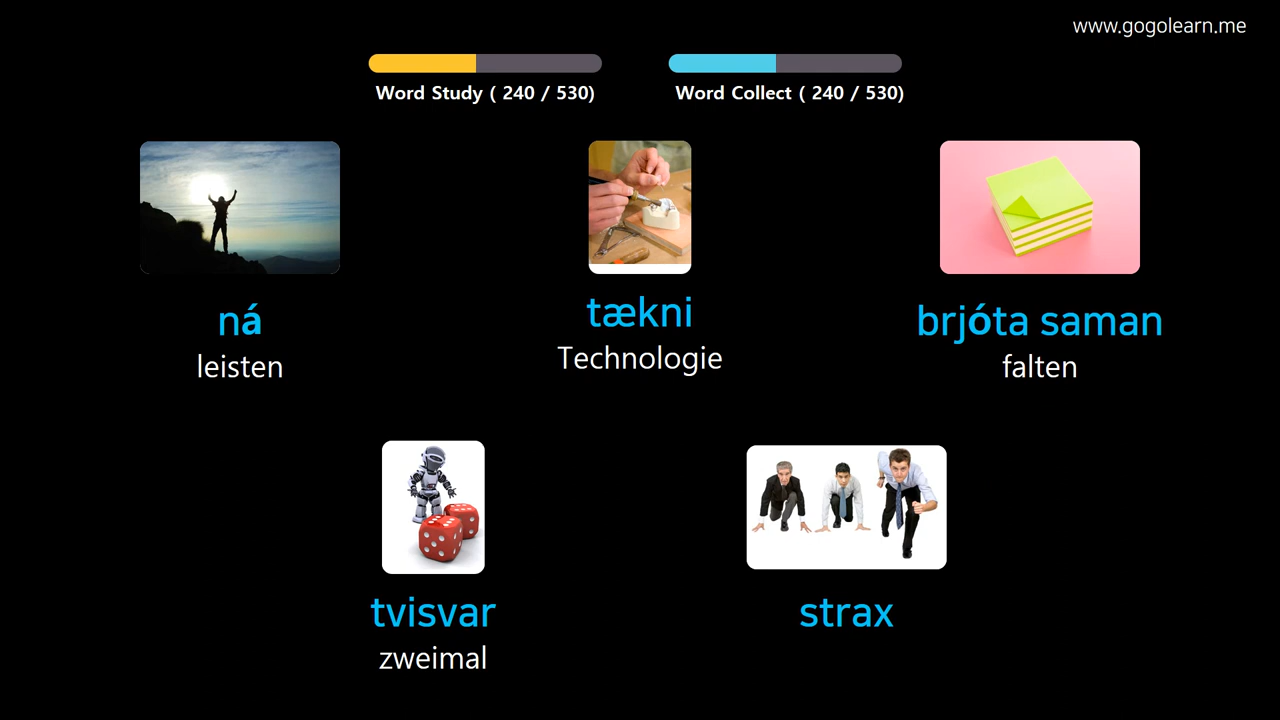 www.gogolearn.me
Word Study ( 240 / 530)
Word Collect ( 240 / 530)
ná
leisten
tækni
Technologie
brjóta saman
falten
tvisvar
zweimal
strax